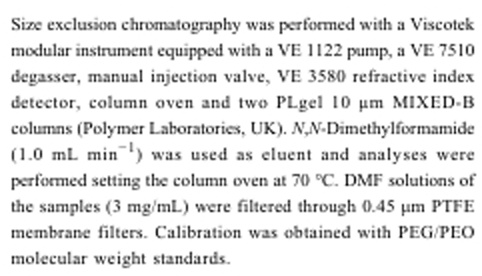 Size exclusion chromatography was performed with a Viscotek
modular instrument equipped with a VE 1122 pump, a VE 7510
degasser, manual injection valve, VE 3580 refractive index
detector, column oven and two PLgel 10 μm MIXED-B
columns (Polymer Laboratories, UK). N,N-Dimethylformamide
(1.0 mL min⁻¹) was used as eluent and analyses were
performed setting the column oven at 70 °C. DMF solutions of
the samples (3 mg/mL) were filtered through 0.45 μm PTFE
membrane filters. Calibration was obtained with PEG/PEO
molecular weight standards.